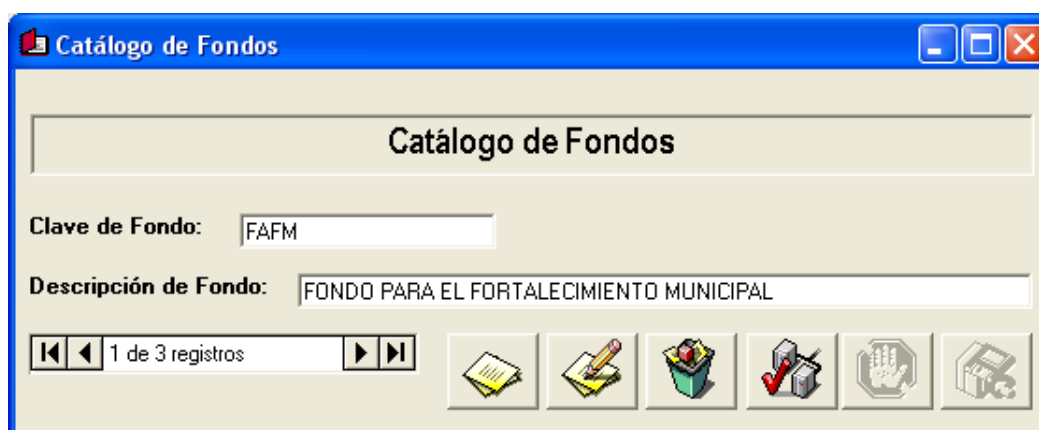 Catálogo de Fondos
Catálogo de Fondos
Clave de Fondo: FAFM
Descripción de Fondo: FONDO PARA EL FORTALECIMIENTO MUNICIPAL
1 de 3 registros